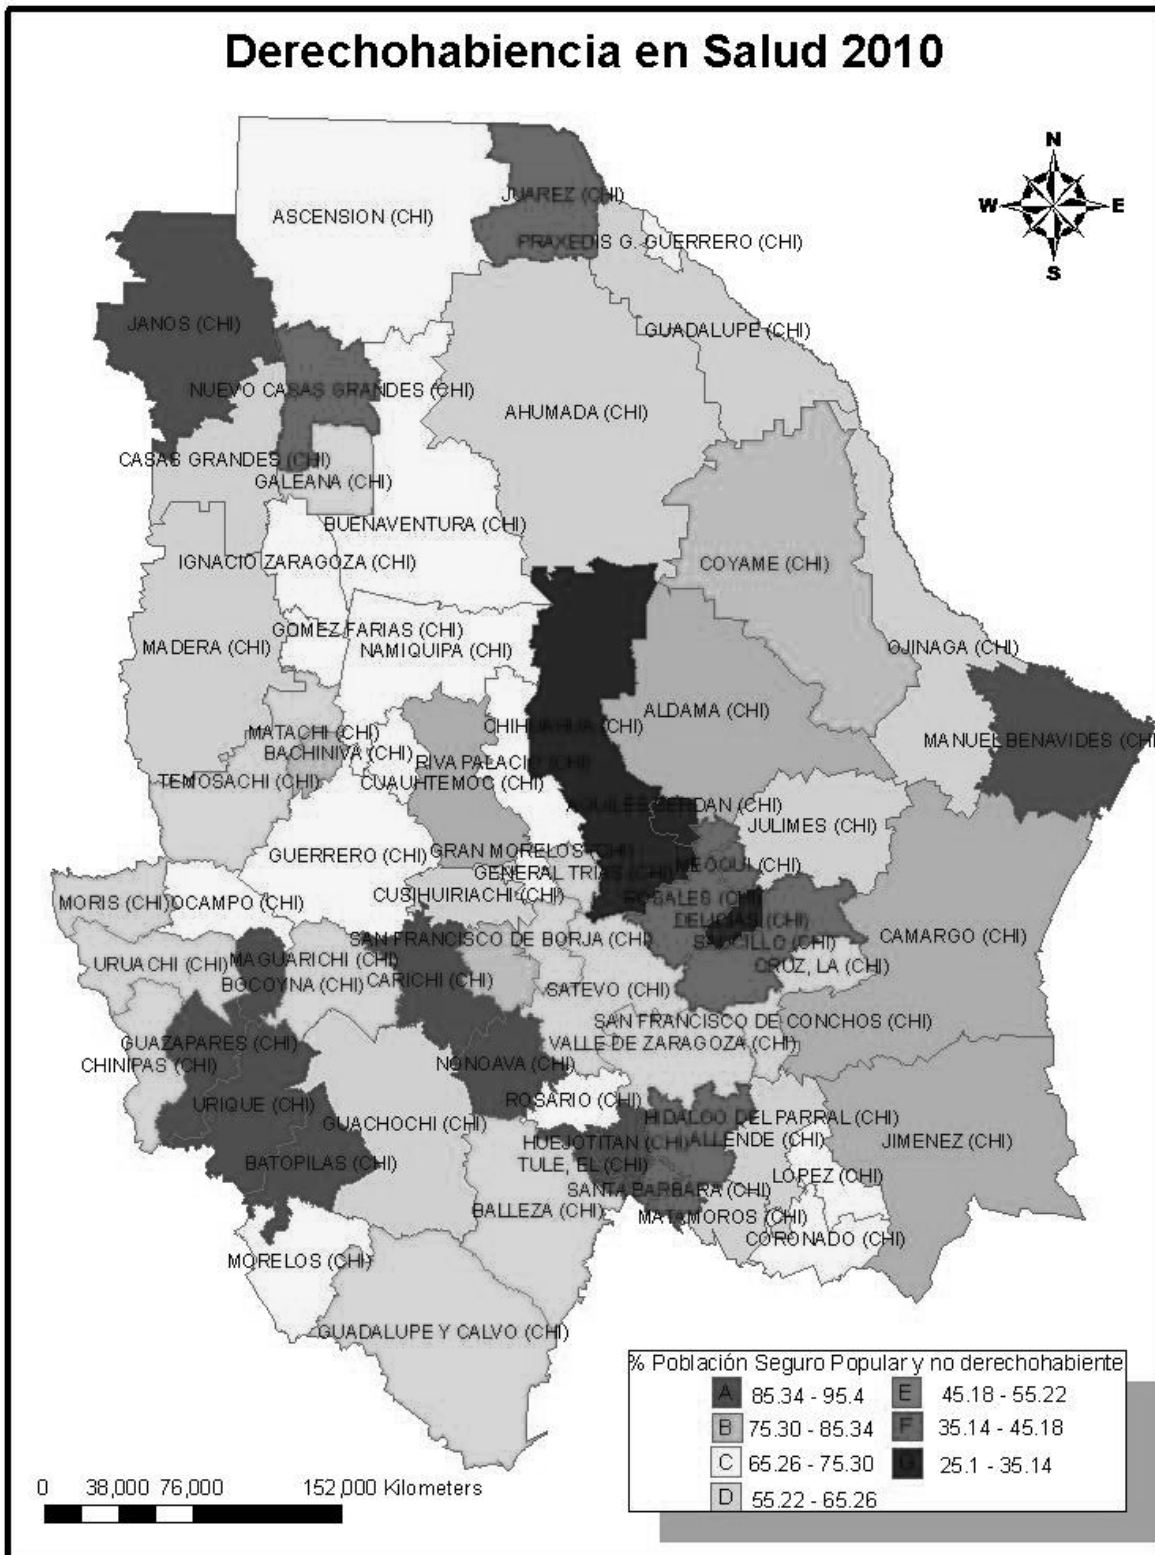 Derechohabiencia en Salud 2010
N
W E
S
JUAREZ (CHI)
ASCENSION (CHI)
PRAXEDIS G. GUERRERO (CHI)
JANOS (CHI)
GUADALUPE (CHI)
NUEVO CASAS GRANDES (CHI)
AHUMADA (CHI)
CASAS GRANDES (CHI)
GALEANA (CHI)
BUENAVENTURA (CHI)
IGNACIO ZARAGOZA (CHI)
COYAME (CHI)
GOMEZ FARIAS (CHI)
MADERA (CHI)
NAMIQUIPA (CHI)
OJINAGA (CHI)
ALDAMA (CHI)
CHIHUAHUA (CHI)
MATACHI (CHI)
MANUEL BENAVIDES (CHI
BACHINIVA (CHI)
RIVA PALACIO (CHI)
TEMOSACHI (CHI)
CUAUHTEMOC (CHI)
AQUILES SERDAN (CHI)
JULIMES (CHI)
GUERRERO (CHI)
GRAN MORELOS (CHI)
MEOQUI (CHI)
GENERAL TRIAS (CHI)
CUSIHUIRIACHI (CHI)
ROSALES (CHI)
MORIS (CHI)
OCAMPO (CHI)
DELICIAS (CHI)
SAN FRANCISCO DE BORJA (CHI)
SAUCILLO (CHI)
CAMARGO (CHI)
URUACHI (CHI)
MAGUARICHI (CHI)
CRUZ, LA (CHI)
BOCOYNA (CHI)
CARICHI (CHI)
SATEVO (CHI)
SAN FRANCISCO DE CONCHOS (CHI)
GUAZAPARES (CHI)
VALLE DE ZARAGOZA (CHI)
CHINIPAS (CHI)
NONOAVA (CHI)
ROSARIO (CHI)
URIQUE (CHI)
GUACHOCHI (CHI)
HIDALGO DEL PARRAL (CHI)
HUEJOTITAN (CHI)
ALLENDE (CHI)
JIMENEZ (CHI)
BATOPILAS (CHI)
TULE, EL (CHI)
LOPEZ (CHI)
SANTA BARBARA (CHI)
BALLEZA (CHI)
MATAMOROS (CHI)
CORONADO (CHI)
MORELOS (CHI)
GUADALUPE Y CALVO (CHI)
% Población Seguro Popular y no derechohabiente
A 85.34 - 95.4 E 45.18 - 55.22
B 75.30 - 85.34 F 35.14 - 45.18
C 65.26 - 75.30 G 25.1 - 35.14
D 55.22 - 65.26
0 38,000 76,000 152,000 Kilometers